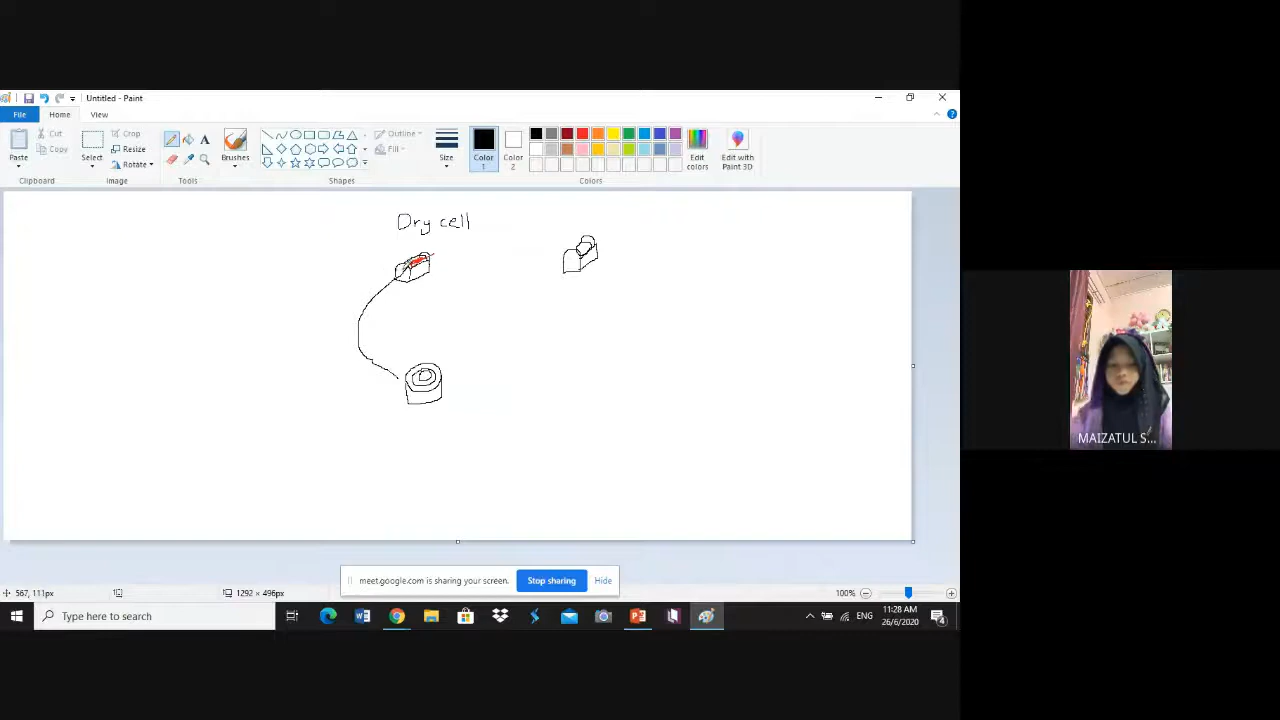 Untitled - Paint
File
Home
View
Paste
Cut
Copy
Clipboard
Select
Crop
Resize
Rotate
Image
Tools
Brushes
Shapes
Outline
Fill
Size
Color 1
Color 2
Colors
Edit colors
Edit with Paint 3D
Dry cell
MAIZATUL S...
meet.google.com is sharing your screen.
Stop sharing
Hide
567, 111px
1292 × 496px
100%
Type here to search
ENG
11:28 AM
26/6/2020
4